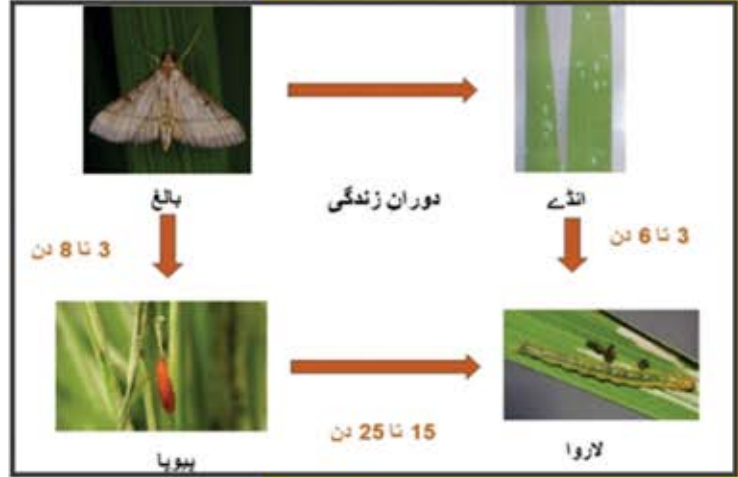 بالغ
دورانِ زندگی
انڈے
3 تا 8 دن
3 تا 6 دن
15 تا 25 دن
پیوپا
لاروا